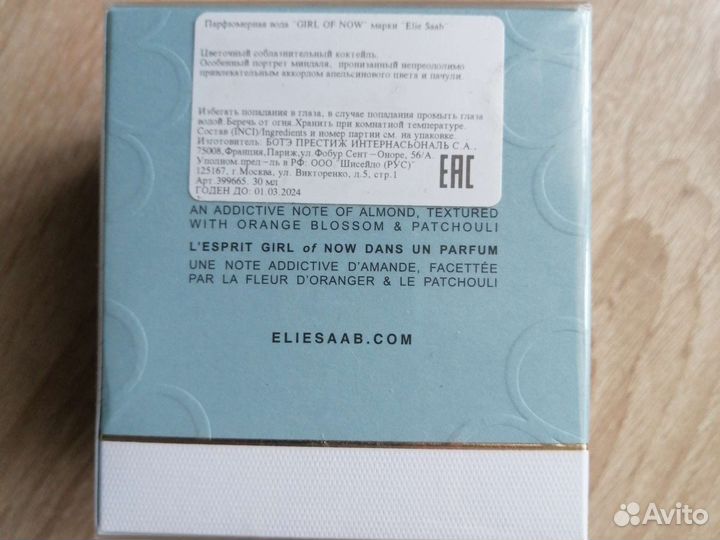 Парфюмерная вода "GIRL OF NOW" марки "Elie Saab"
Цветочный соблазнительный коктейль.
Особенный портрет миндаля, пронизанный непреодолимо
привлекательным аккордом апельсинового цвета и пачули
Избегать попадания в глаза, в случае попадания промыть глаза
водой.Беречь от огня.Хранить при комнатной температуре.
Состав (INCI)/Ingredients и номер партии см. на упаковке.
Изготовитель: БОТЭ ПРЕСТИЖ ИНТЕРНАСЬОНАЛЬ С.А.,
75008,Франция,Париж,ул.Фобур Сент-Оноре, 56/А.
Уполном.пред-ль в РФ: ООО "Шисейдо (РУС)"
125167, г.Москва, ул. Викторенко, д.5, стр.1
Арт 399665. 30 мл
ГОДЕН ДО: 01.03.2024
EAC
AN ADDICTIVE NOTE OF ALMOND, TEXTURED
WITH ORANGE BLOSSOM & PATCHOULI
L'ESPRIT GIRL of NOW DANS UN PARFUM
UNE NOTE ADDICTIVE D'AMANDE, FACETTÉE
PAR LA FLEUR D'ORANGER & LE PATCHOULI
ELIESAAB.COM
Avito